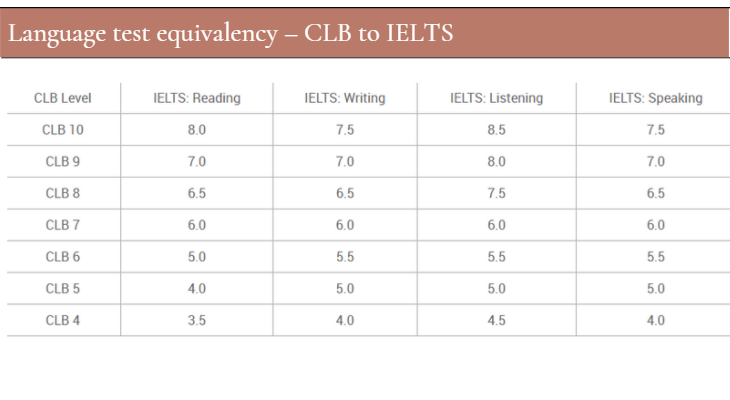 Language test equivalency – CLB to IELTS
CLB Level IELTS: Reading IELTS: Writing IELTS: Listening IELTS: Speaking
CLB 10 8.0 7.5 8.5 7.5
CLB 9 7.0 7.0 8.0 7.0
CLB 8 6.5 6.5 7.5 6.5
CLB 7 6.0 6.0 6.0 6.0
CLB 6 5.0 5.5 5.5 5.5
CLB 5 4.0 5.0 5.0 5.0
CLB 4 3.5 4.0 4.5 4.0